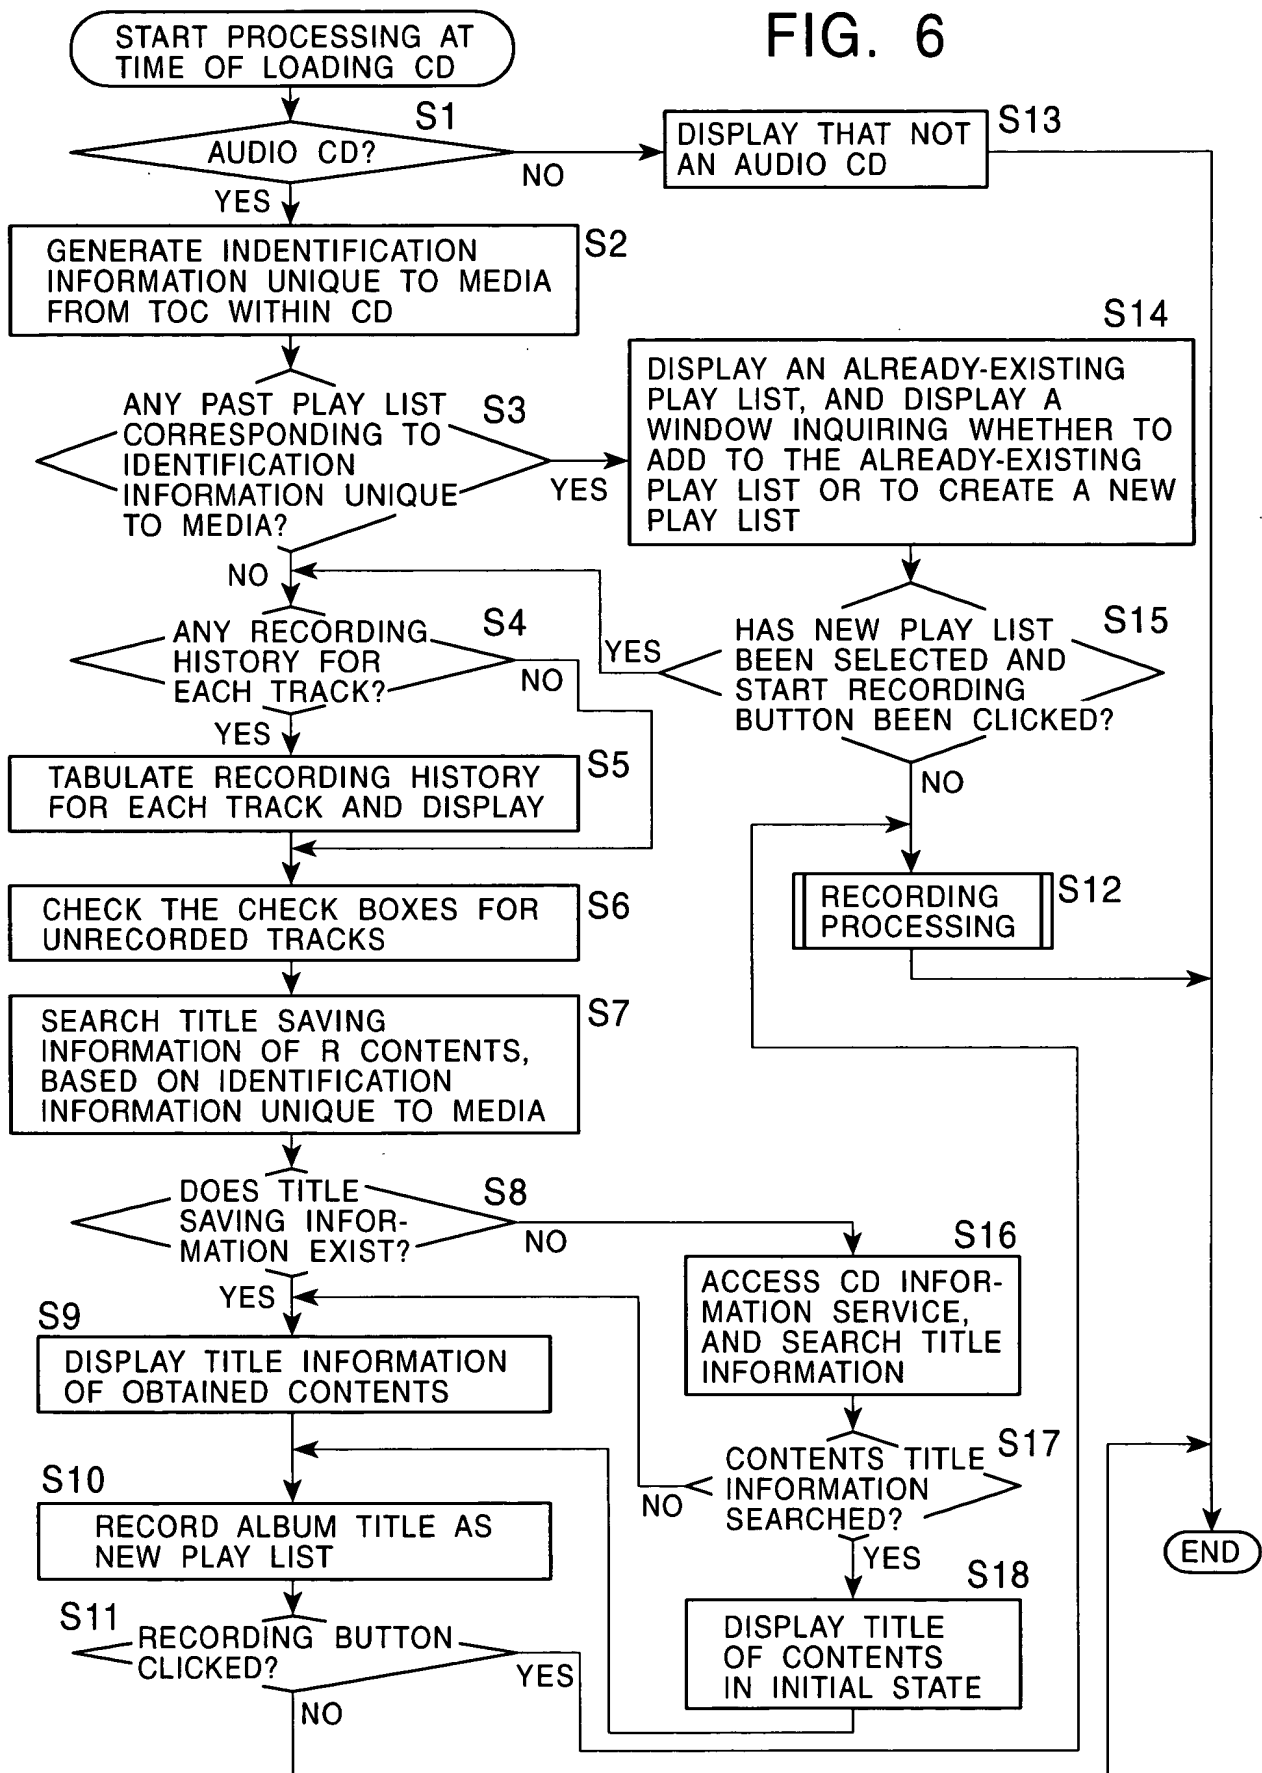 FIG. 6
START PROCESSING AT
TIME OF LOADING CD
S1
AUDIO CD?
NO
YES
S13
DISPLAY THAT NOT
AN AUDIO CD
S2
GENERATE INDENTIFICATION
INFORMATION UNIQUE TO MEDIA
FROM TOC WITHIN CD
S3
ANY PAST PLAY LIST
CORRESPONDING TO
IDENTIFICATION
INFORMATION UNIQUE
TO MEDIA?
YES
NO
S14
DISPLAY AN ALREADY-EXISTING
PLAY LIST, AND DISPLAY A
WINDOW INQUIRING WHETHER TO
ADD TO THE ALREADY-EXISTING
PLAY LIST OR TO CREATE A NEW
PLAY LIST
S4
ANY RECORDING
HISTORY FOR
EACH TRACK?
NO
YES
S15
HAS NEW PLAY LIST
BEEN SELECTED AND
START RECORDING
BUTTON BEEN CLICKED?
YES
NO
S5
TABULATE RECORDING HISTORY
FOR EACH TRACK AND DISPLAY
S12
RECORDING
PROCESSING
S6
CHECK THE CHECK BOXES FOR
UNRECORDED TRACKS
S7
SEARCH TITLE SAVING
INFORMATION OF R CONTENTS,
BASED ON IDENTIFICATION
INFORMATION UNIQUE TO MEDIA
S8
DOES TITLE
SAVING INFOR-
MATION EXIST?
NO
YES
S16
ACCESS CD INFOR-
MATION SERVICE,
AND SEARCH TITLE
INFORMATION
S9
DISPLAY TITLE INFORMATION
OF OBTAINED CONTENTS
S17
CONTENTS TITLE
INFORMATION
SEARCHED?
NO
YES
S10
RECORD ALBUM TITLE AS
NEW PLAY LIST
END
S18
DISPLAY TITLE
OF CONTENTS
IN INITIAL STATE
S11
RECORDING BUTTON
CLICKED?
YES
NO